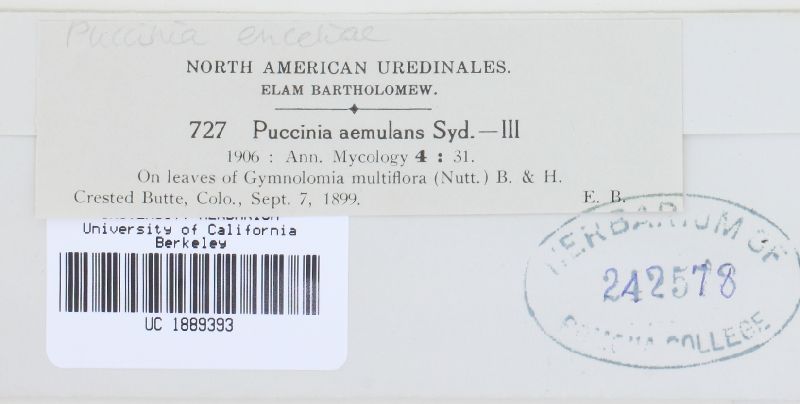 Puccinia enceliae
NORTH AMERICAN UREDINALES.
ELAM BARTHOLOMEW.
727 Puccinia aemulans Syd.—III
1906 : Ann. Mycology 4 : 31.
On leaves of Gymnolomia multiflora (Nutt.) B. & H.
Crested Butte, Colo., Sept. 7, 1899. E. B.
UNIVERSITY HERBARIUM
University of California
Berkeley
UC 1889393
HERBARIUM OF
242578
POMONA COLLEGE